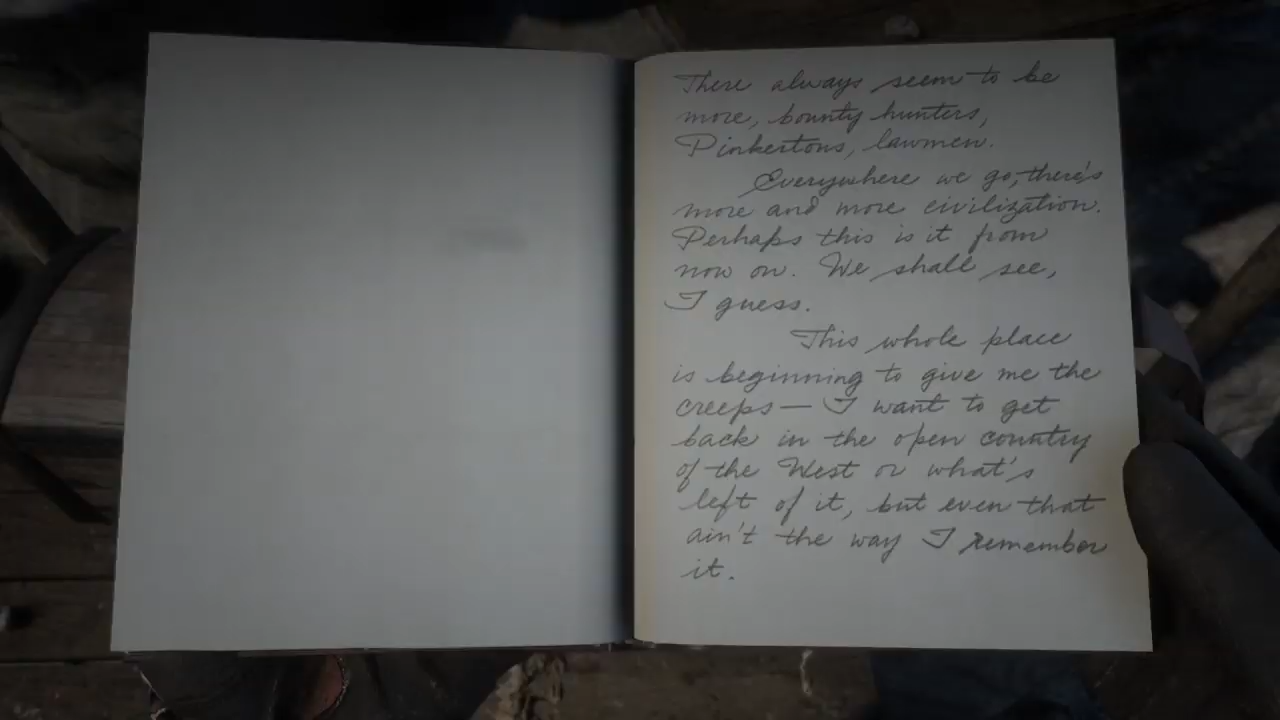 There always seem to be
more, bounty hunters,
Pinkertons, lawmen.
Everywhere we go, there's
more and more civilization.
Perhaps this is it from
now on. We shall see,
I guess.
This whole place
is beginning to give me the
creeps — I want to get
back in the open country
of the West or what's
left of it, but even that
ain't the way I remember
it.